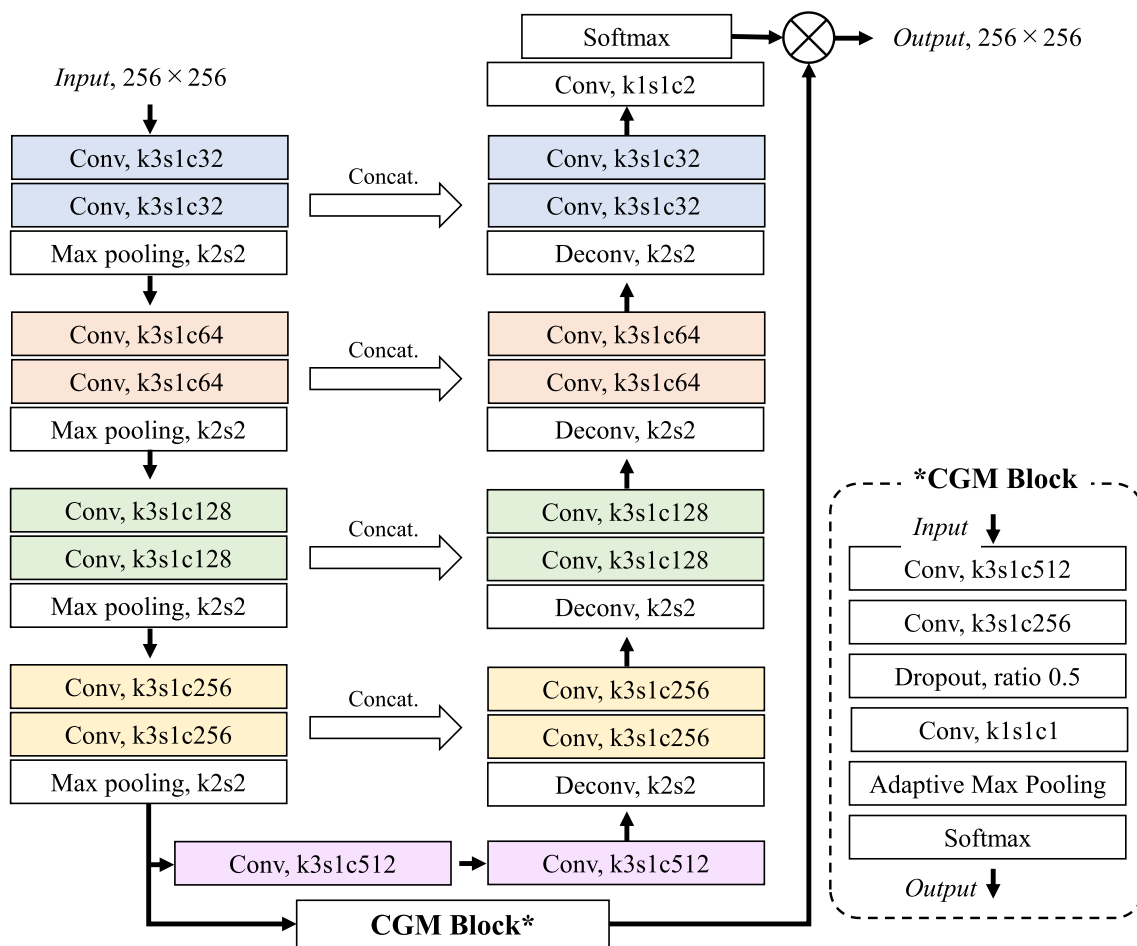 Input, 256 × 256
Conv, k3s1c32
Conv, k3s1c32
Max pooling, k2s2
Conv, k3s1c64
Conv, k3s1c64
Max pooling, k2s2
Conv, k3s1c128
Conv, k3s1c128
Max pooling, k2s2
Conv, k3s1c256
Conv, k3s1c256
Max pooling, k2s2
Concat.
Concat.
Concat.
Concat.
Conv, k3s1c512
Conv, k3s1c512
CGM Block*
Softmax
Conv, k1s1c2
Conv, k3s1c32
Conv, k3s1c32
Deconv, k2s2
Conv, k3s1c64
Conv, k3s1c64
Deconv, k2s2
Conv, k3s1c128
Conv, k3s1c128
Deconv, k2s2
Conv, k3s1c256
Conv, k3s1c256
Deconv, k2s2
Output, 256 × 256
*CGM Block
Input
Conv, k3s1c512
Conv, k3s1c256
Dropout, ratio 0.5
Conv, k1s1c1
Adaptive Max Pooling
Softmax
Output